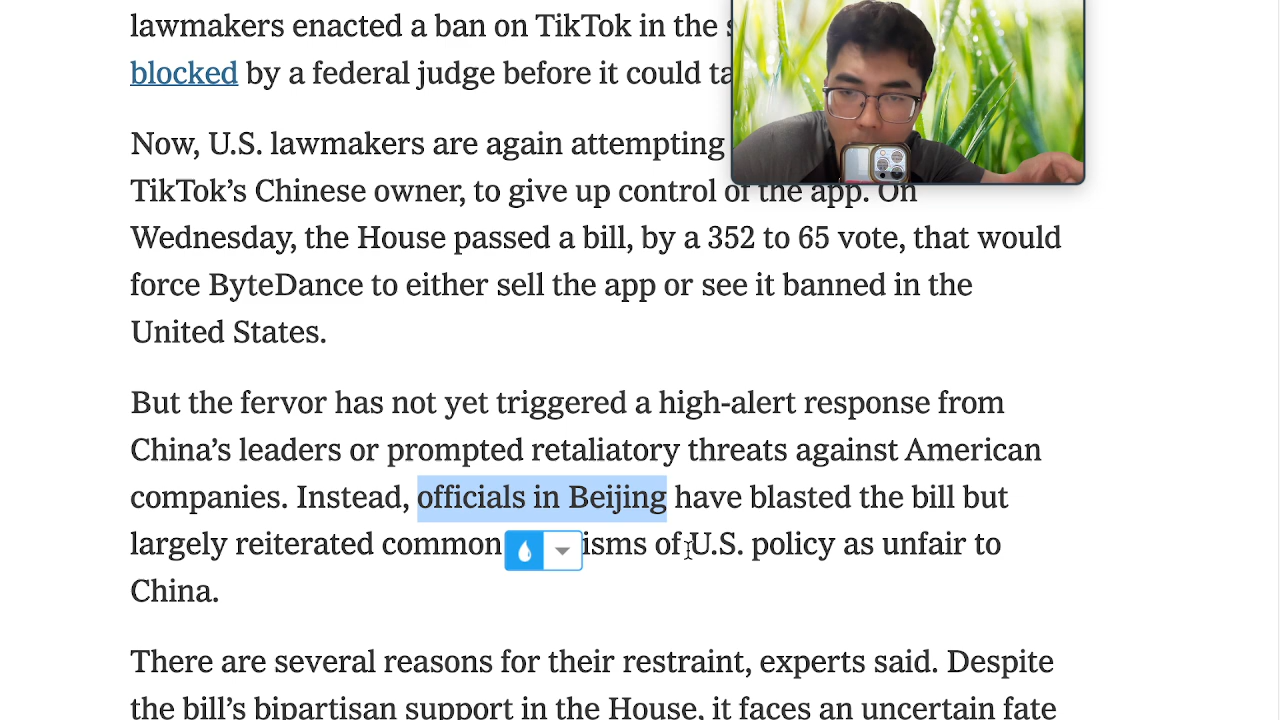 lawmakers enacted a ban on TikTok in the
blocked by a federal judge before it could
Now, U.S. lawmakers are again attempting
TikTok’s Chinese owner, to give up control of the app. On
Wednesday, the House passed a bill, by a 352 to 65 vote, that would
force ByteDance to either sell the app or see it banned in the
United States.
But the fervor has not yet triggered a high-alert response from
China’s leaders or prompted retaliatory threats against American
companies. Instead, officials in Beijing have blasted the bill but
largely reiterated common isms of U.S. policy as unfair to
China.
There are several reasons for their restraint, experts said. Despite
the bill’s bipartisan support in the House, it faces an uncertain fate